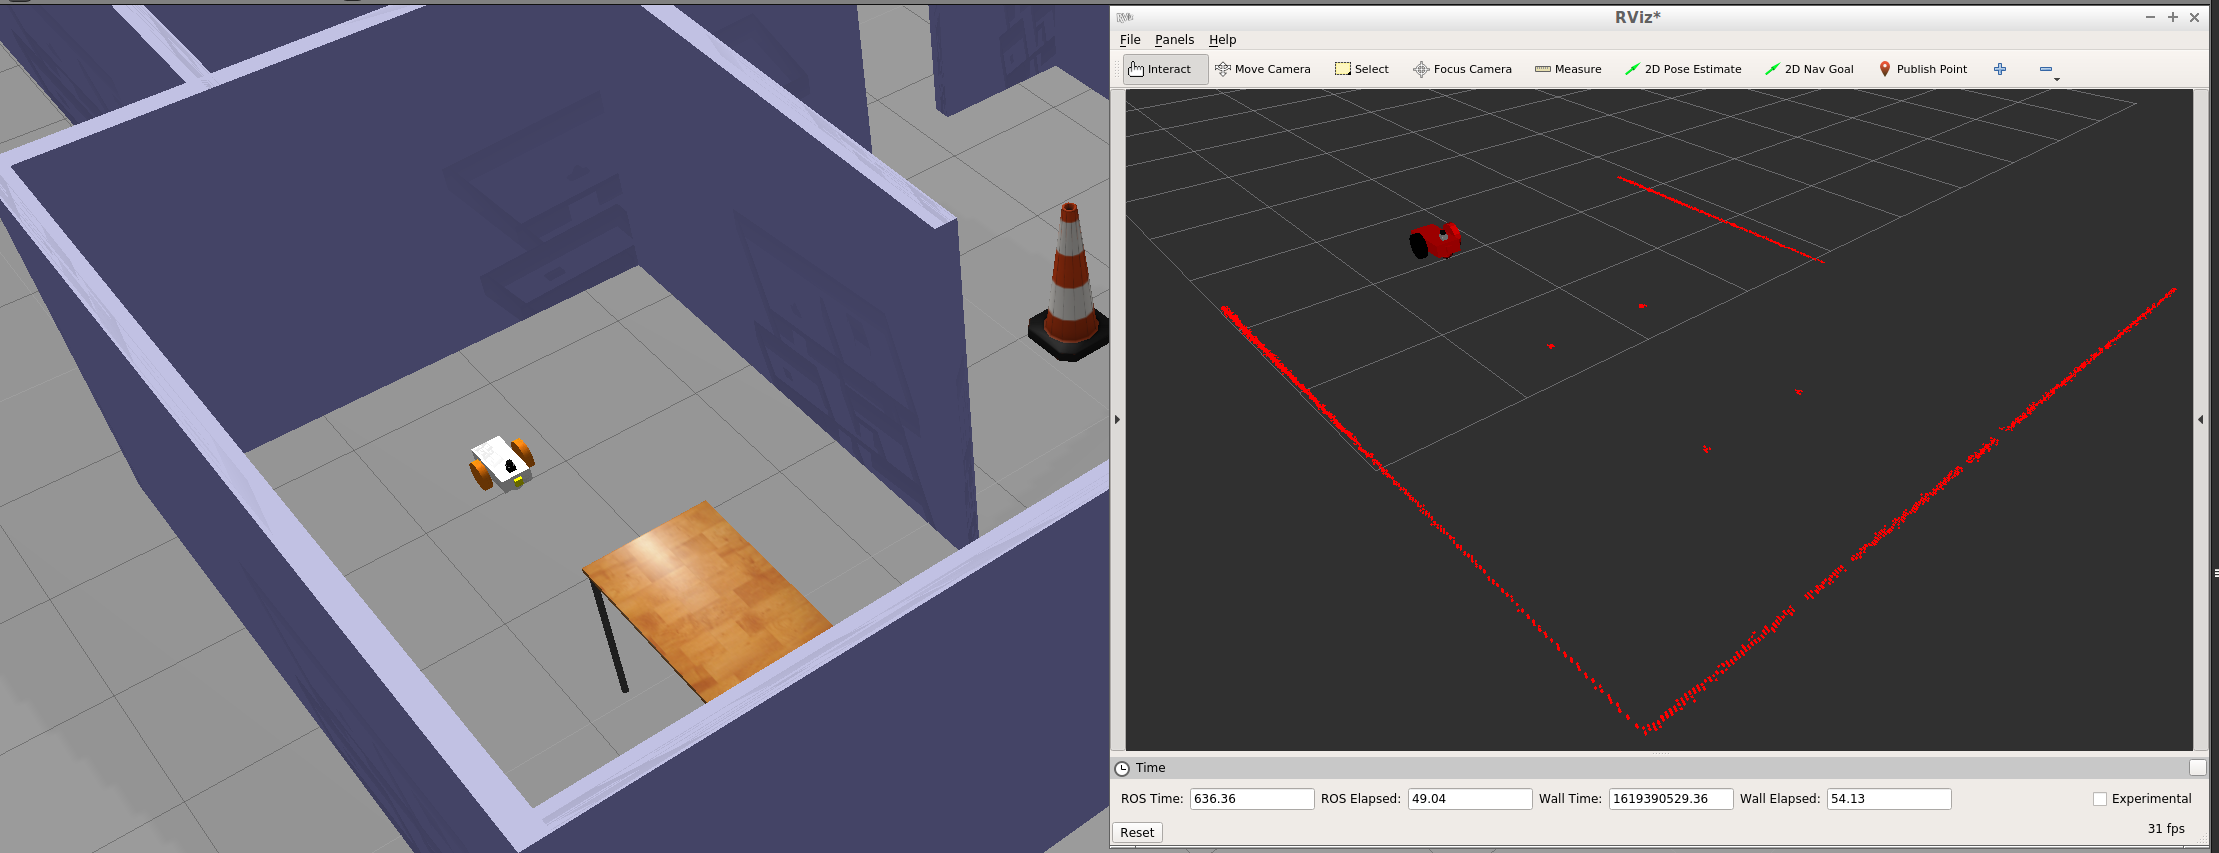 RViz*
File Panels Help
Interact Move Camera Select Focus Camera Measure 2D Pose Estimate 2D Nav Goal Publish Point
Time
ROS Time: 636.36 ROS Elapsed: 49.04 Wall Time: 1619390529.36 Wall Elapsed: 54.13 Experimental
Reset 31 fps